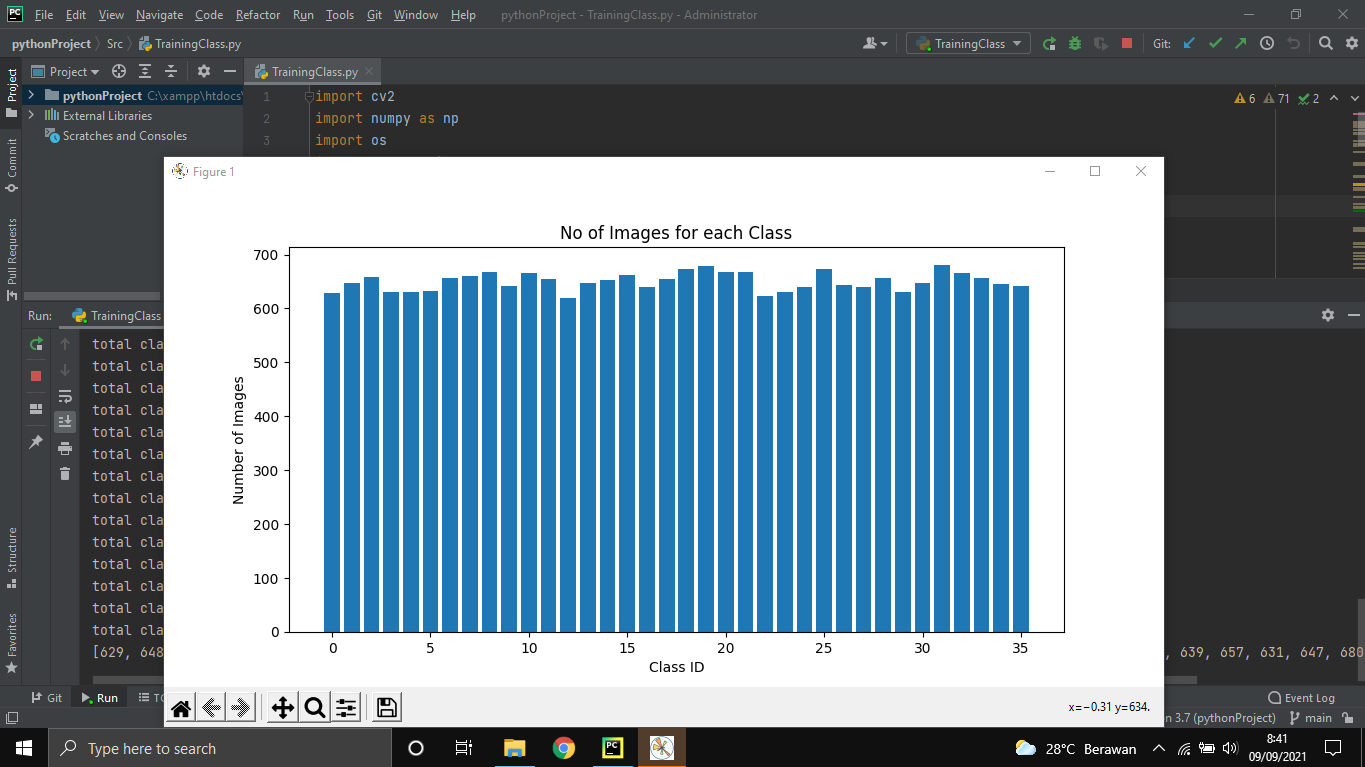 PC File Edit View Navigate Code Refactor Run Tools Git Window Help pythonProject - TrainingClass.py - Administrator
pythonProject Src TrainingClass.py TrainingClass Git:
Project TrainingClass.py
pythonProject C:\xampp\htdocs\
External Libraries
Scratches and Consoles
1 import cv2
2 import numpy as np
3 import os
6 71 2
Project
Commit
Pull Requests
Structure
Favorites
Figure 1
No of Images for each Class
700
600
500
400
300
200
100
0
Number of Images
0 5 10 15 20 25 30 35
Class ID
x=−0.31 y=634.
Run: TrainingClass
total cla
total cla
total cla
total cla
total cla
total cla
total cla
total cla
total cla
total cla
total cla
total cla
total cla
total cla
[629, 648 , 639, 657, 631, 647, 680
Git Run TO Event Log
n 3.7 (pythonProject) main
Type here to search PC 28°C Berawan 8:41
09/09/2021